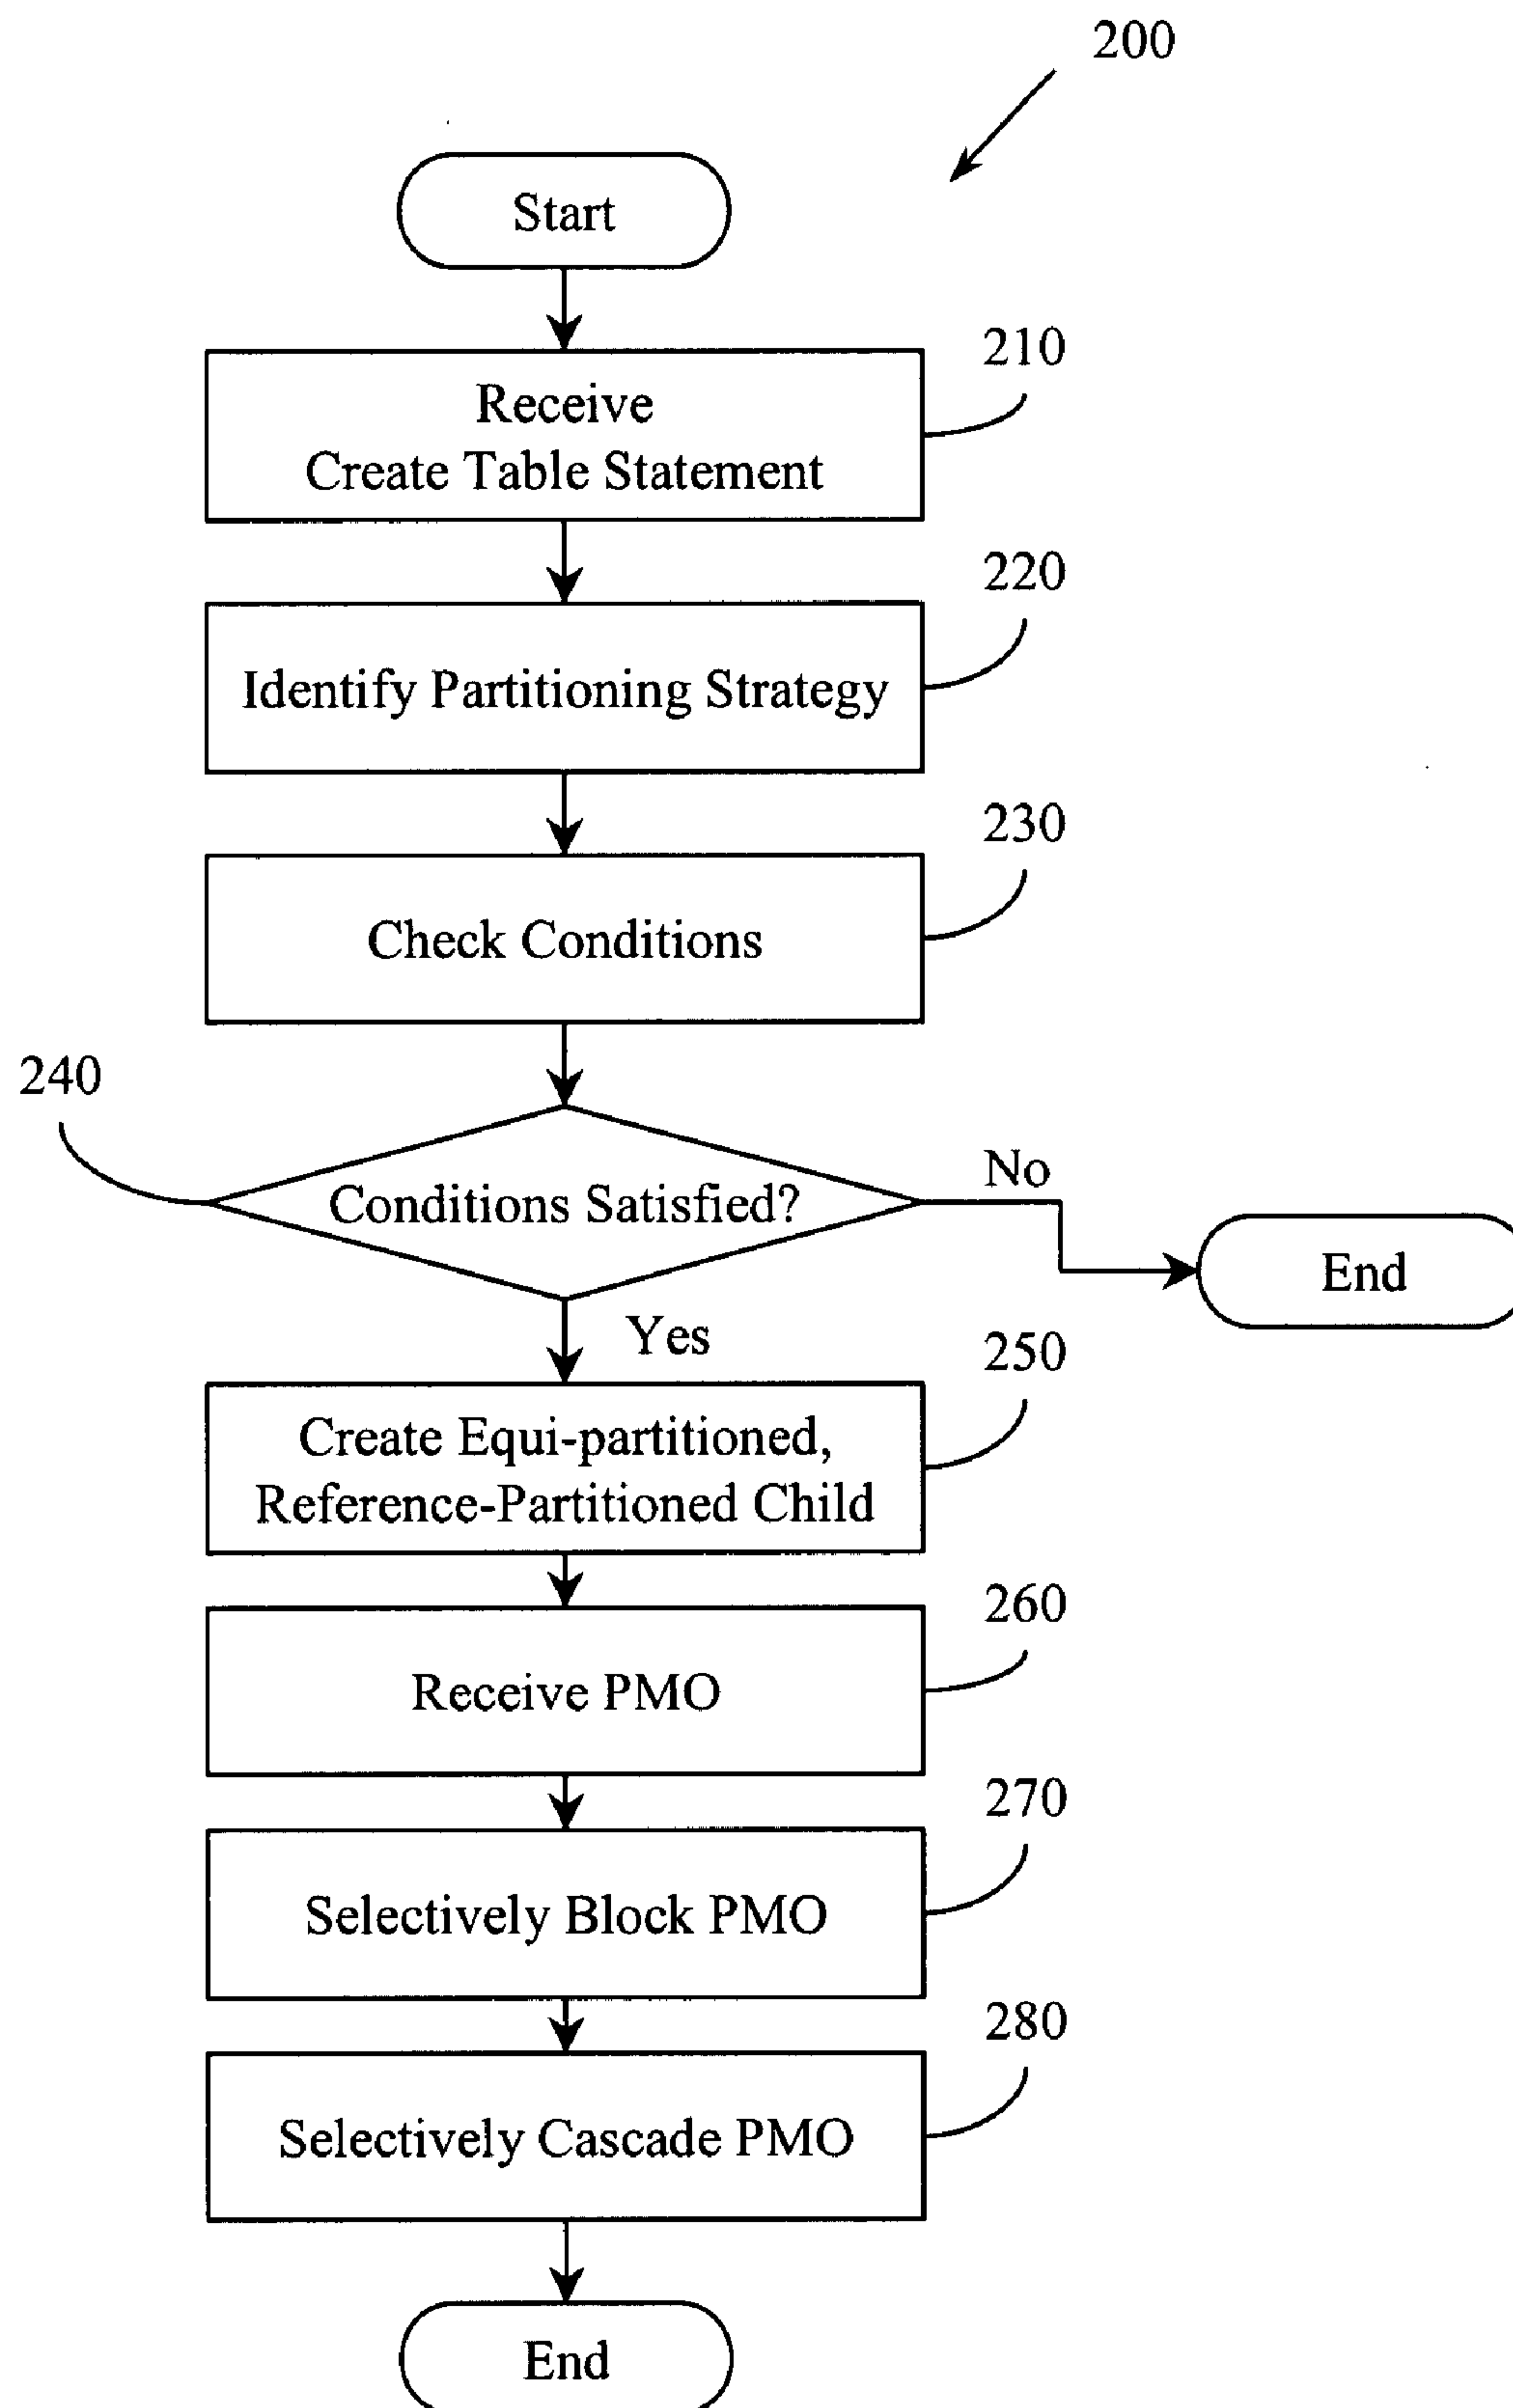 200
Start
210
Receive
Create Table Statement
220
Identify Partitioning Strategy
230
Check Conditions
240
Conditions Satisfied?
No
End
Yes
250
Create Equi-partitioned,
Reference-Partitioned Child
260
Receive PMO
270
Selectively Block PMO
280
Selectively Cascade PMO
End